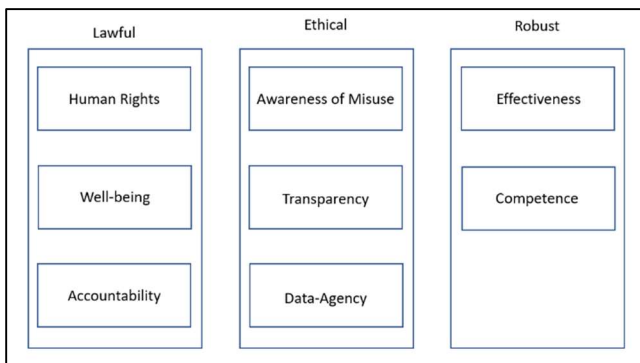 Lawful
Human Rights
Well-being
Accountability
Ethical
Awareness of Misuse
Transparency
Data-Agency
Robust
Effectiveness
Competence